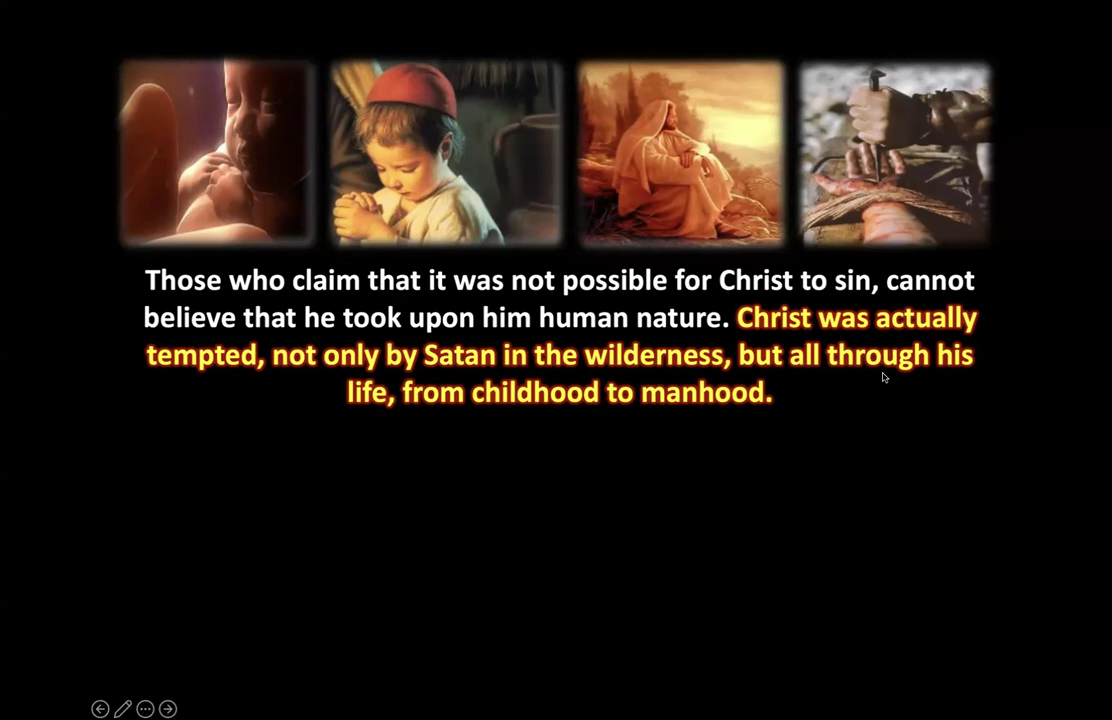 Those who claim that it was not possible for Christ to sin, cannot
believe that he took upon him human nature. Christ was actually
tempted, not only by Satan in the wilderness, but all through his
life, from childhood to manhood.